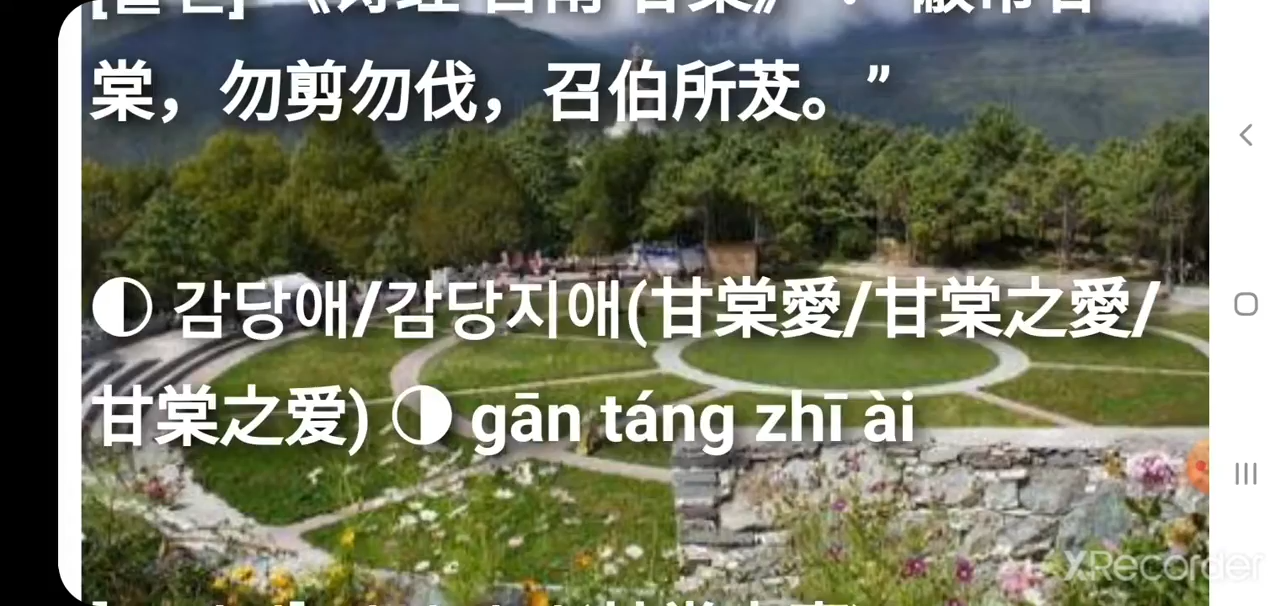 棠，勿剪勿伐，召伯所茇。”
◐ 감당애/감당지애(甘棠愛/甘棠之愛/
甘棠之爱) ◑ gān táng zhī ài
XRecorder